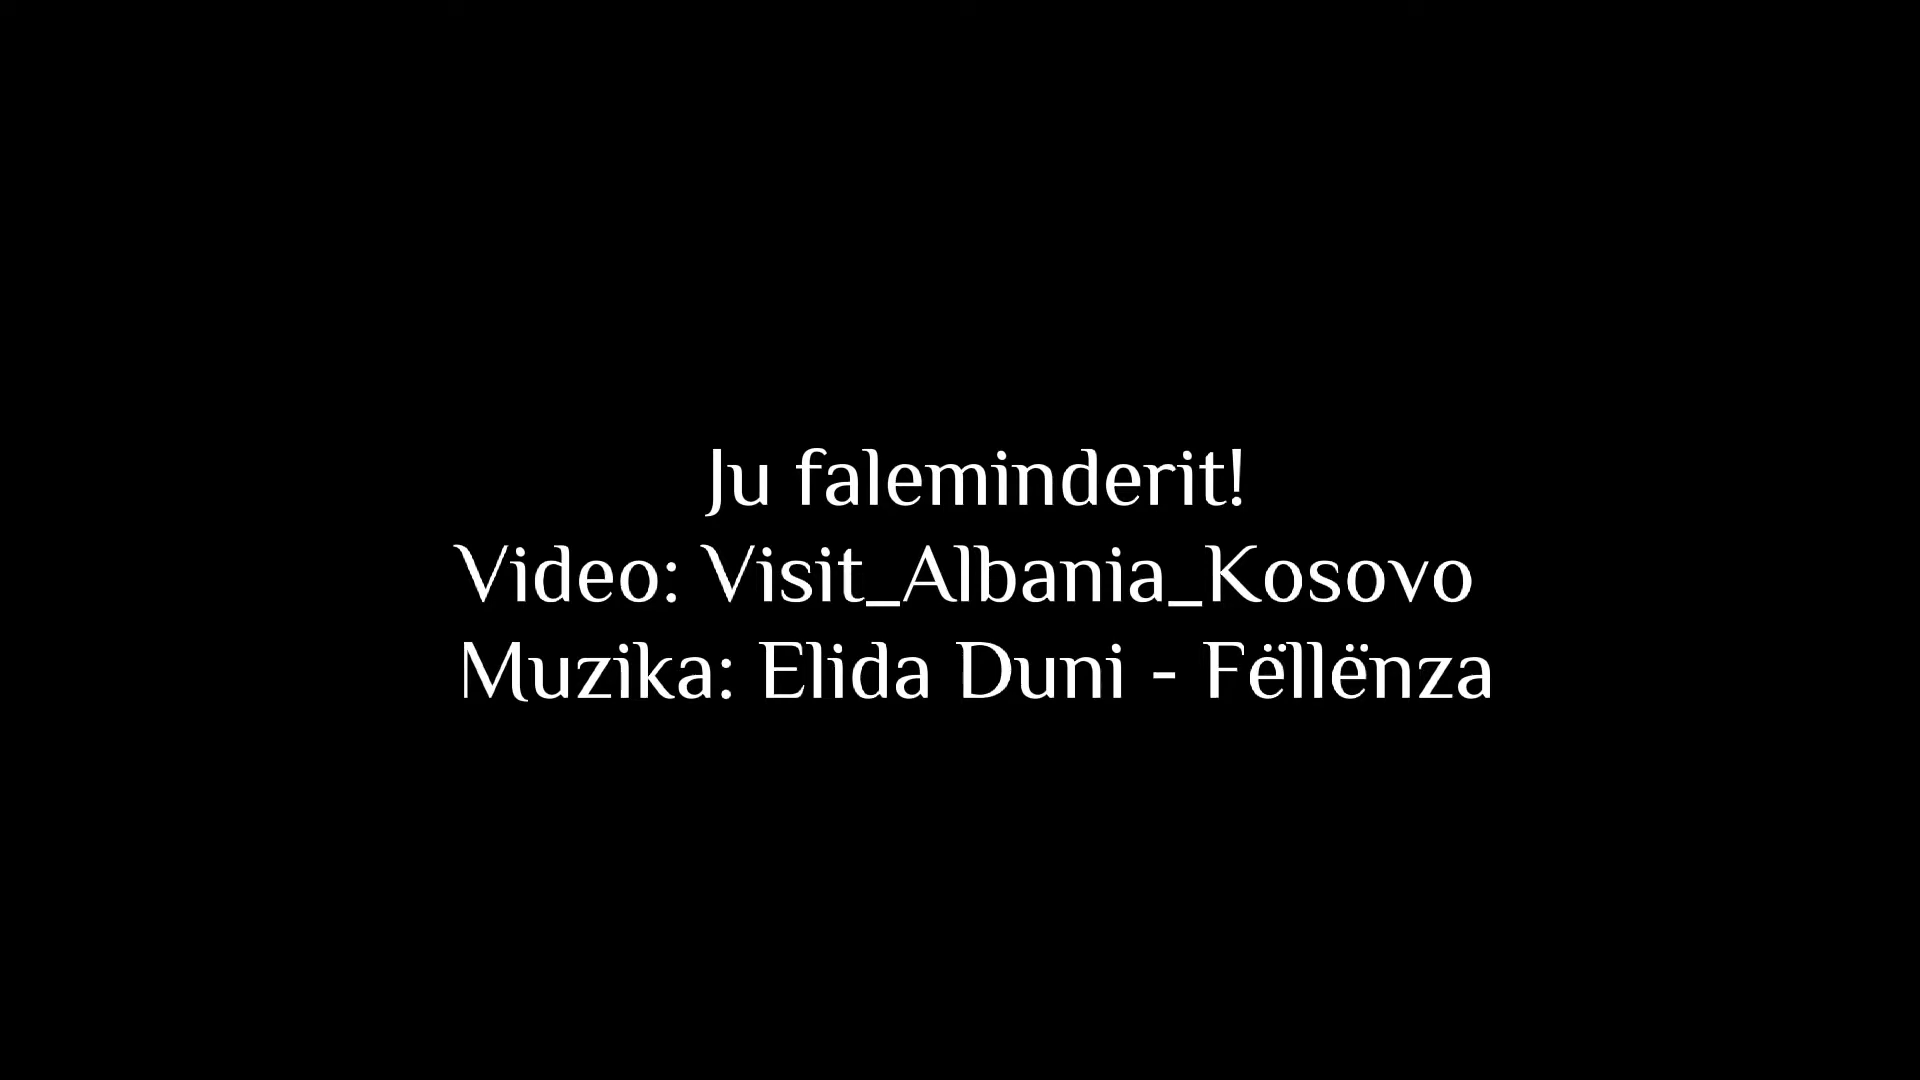 Ju faleminderit!
Video: Visit_Albania_Kosovo
Muzika: Elida Duni - Fëllënza